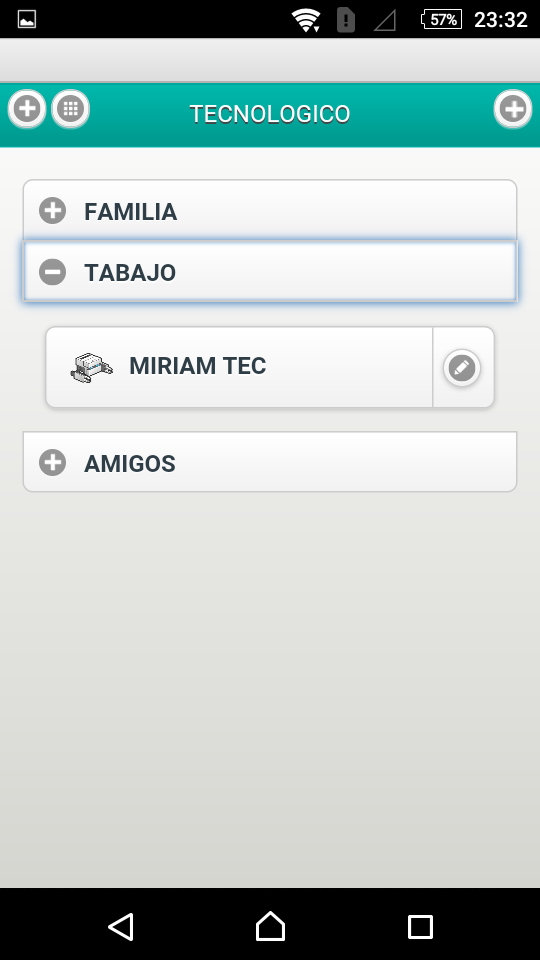 57% 23:32
TECNOLOGICO
FAMILIA
TABAJO
MIRIAM TEC
AMIGOS